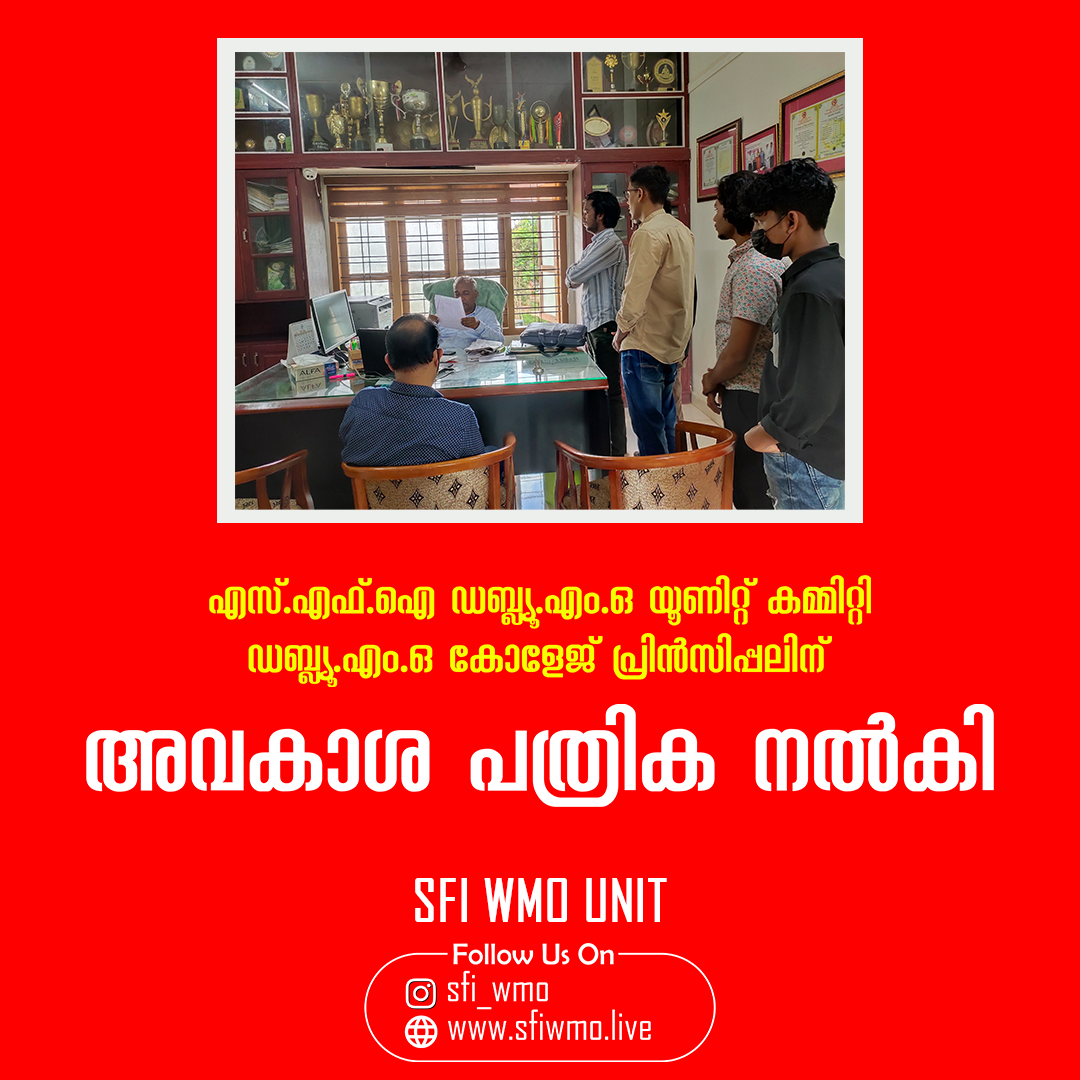 ALFA
എസ്.എഫ്.ഐ ഡബ്ല്യൂ.എം.ഒ യൂണിറ്റ് കമ്മിറ്റി
ഡബ്ല്യൂ.എം.ഒ കോളേജ് പ്രിൻസിപ്പലിന്
അവകാശ പത്രിക നൽകി
SFI WMO UNIT
Follow Us On
sfi_wmo
www.sfiwmo.live